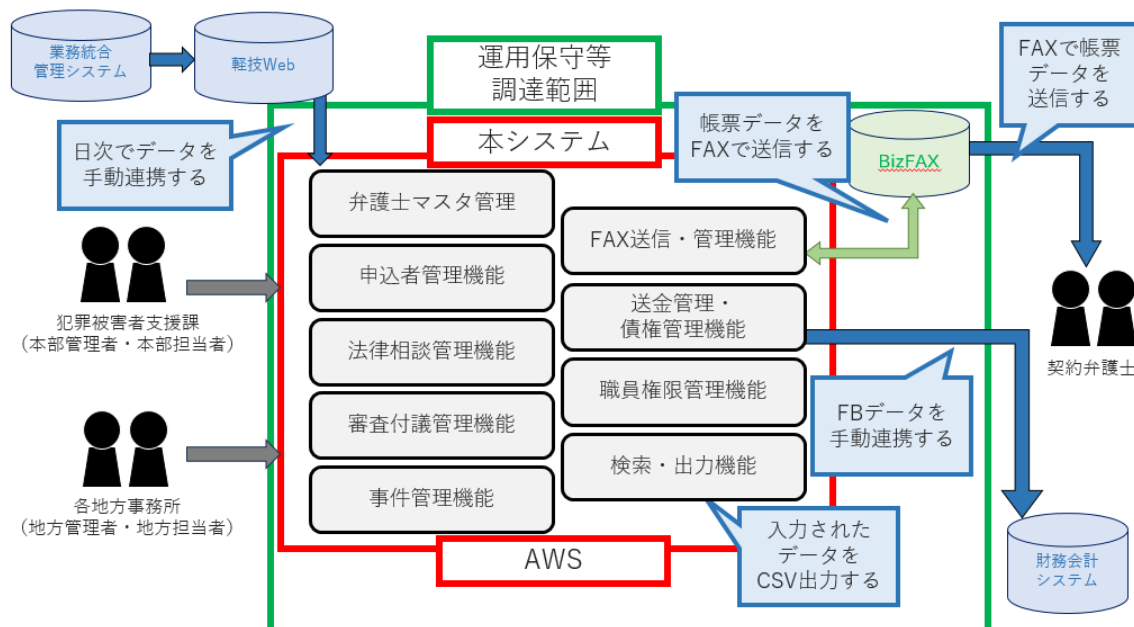 業務統合
管理システム
軽技Web
運用保守等
調達範囲
FAXで帳票
データを
送信する
日次でデータを
手動連携する
本システム
帳票データを
FAXで送信する
BizFAX
弁護士マスタ管理
申込者管理機能
法律相談管理機能
審査付議管理機能
事件管理機能
FAX送信・管理機能
送金管理・
債権管理機能
職員権限管理機能
検索・出力機能
犯罪被害者支援課
（本部管理者・本部担当者）
各地方事務所
（地方管理者・地方担当者）
契約弁護士
FBデータを
手動連携する
入力された
データを
CSV出力する
AWS
財務会計
システム